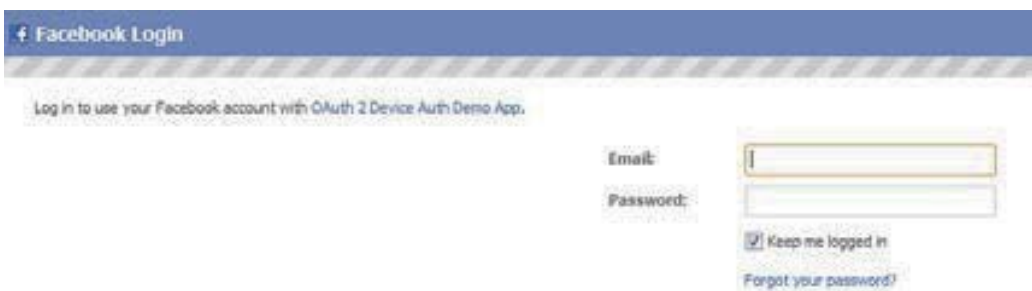 f Facebook Login
Log in to use your Facebook account with OAuth 2 Device Auth Demo App.
Email:
Password:
Keep me logged in
Forgot your password?